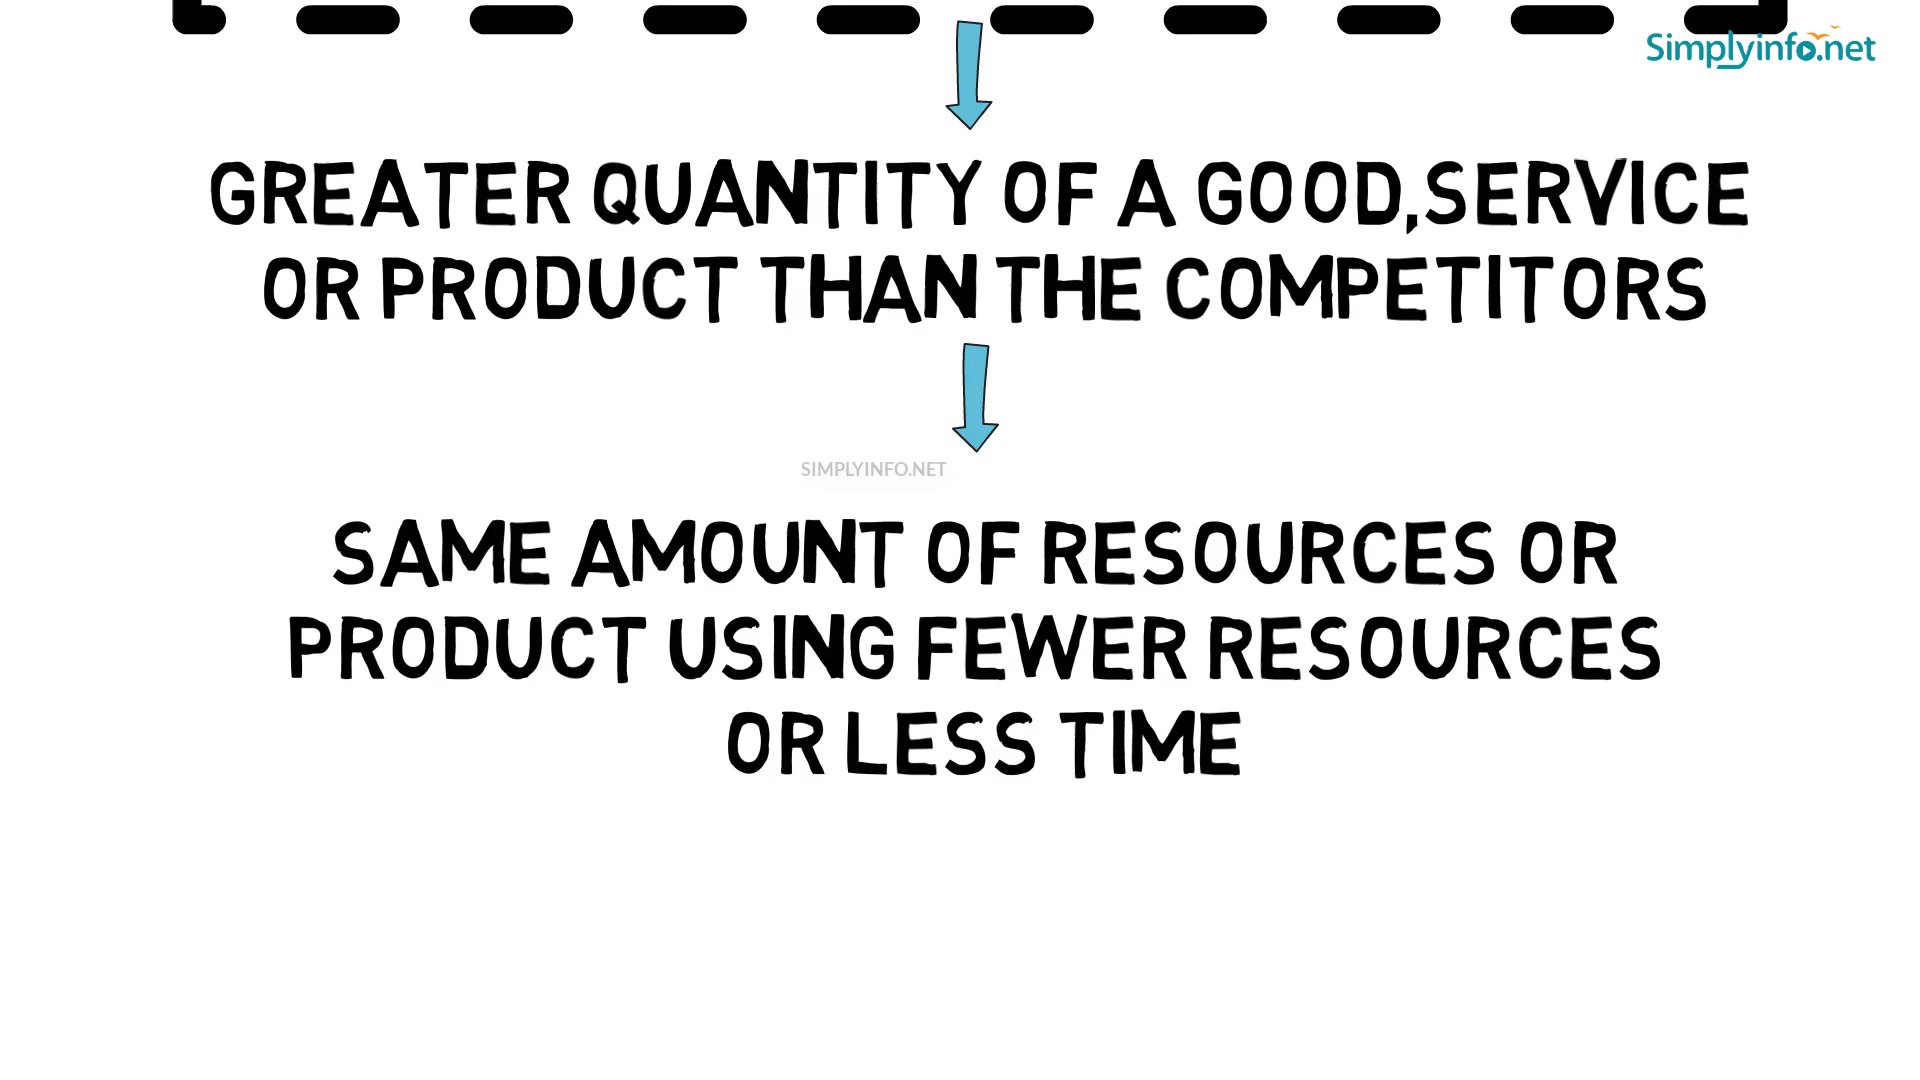 Simplyinfo.net
GREATER QUANTITY OF A GOOD,SERVICE
OR PRODUCT THAN THE COMPETITORS
SIMPLYINFO.NET
SAME AMOUNT OF RESOURCES OR
PRODUCT USING FEWER RESOURCES
OR LESS TIME